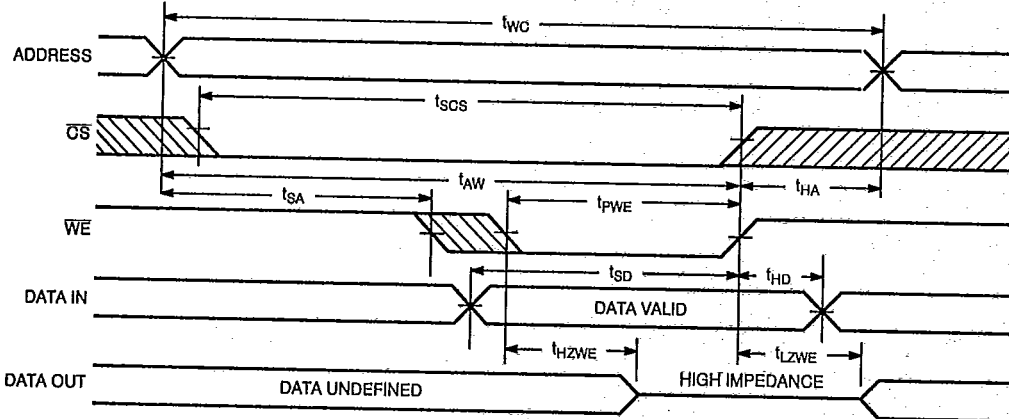 tWC
ADDRESS
tSCS
CS
tAW
tHA
tSA
tPWE
WE
tSD
tHD
DATA IN
DATA VALID
tHZWE
tLZWE
DATA OUT
DATA UNDEFINED
HIGH IMPEDANCE